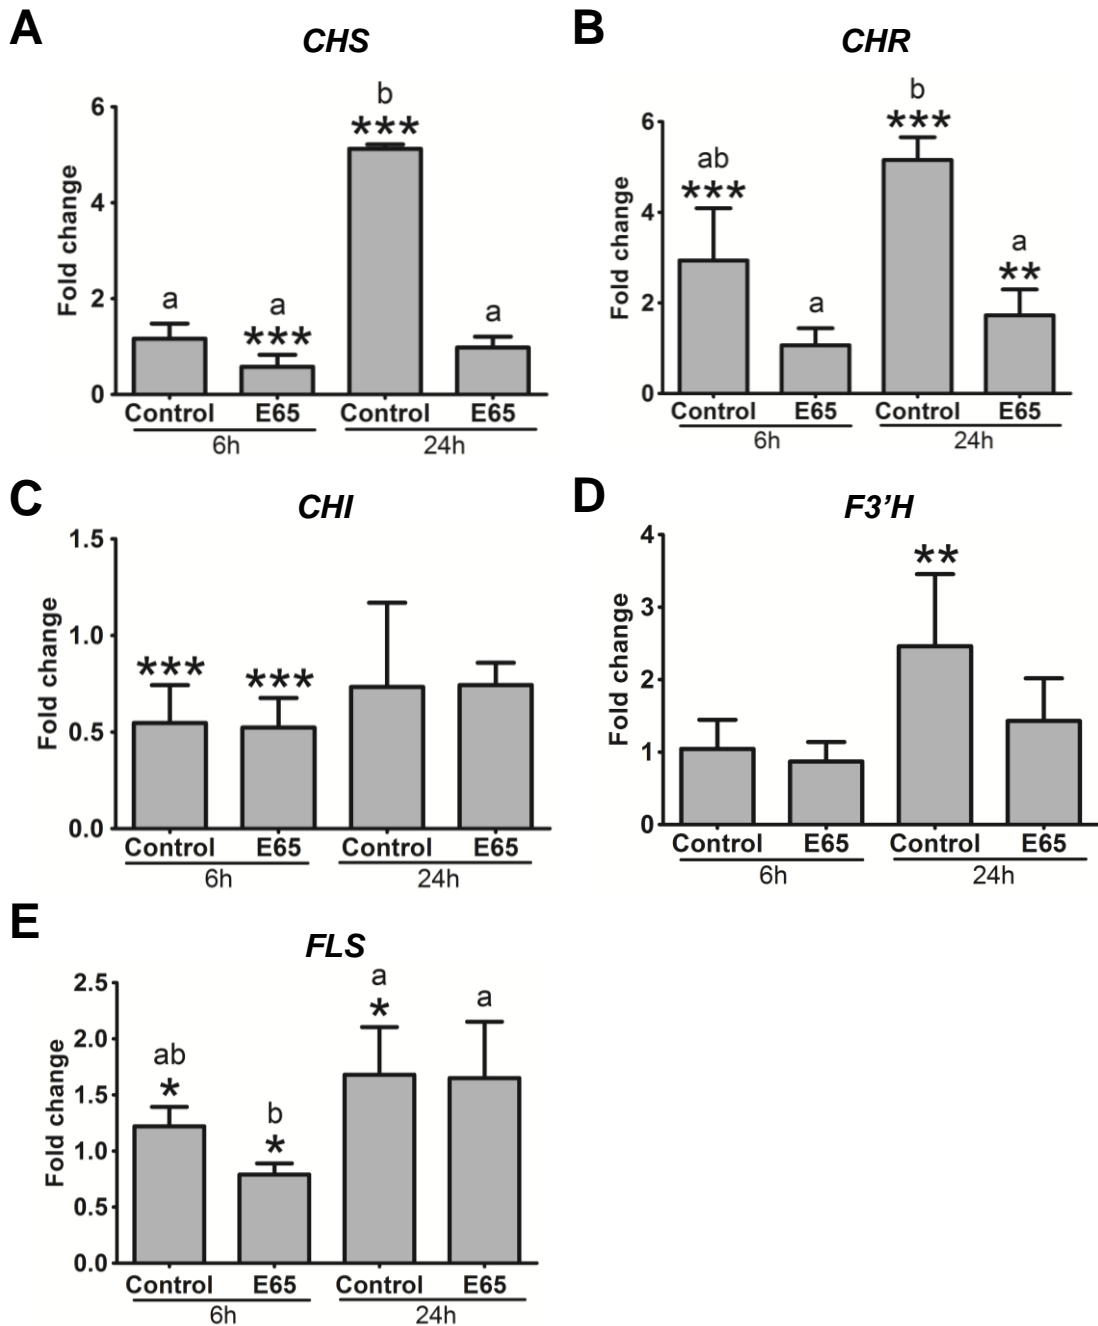 A
CHS
Fold change
6
4
2
0
a
a
***
b
***
a
Control E65 Control E65
6h 24h
B
CHR
Fold change
6
4
2
0
ab
***
a
b
***
a
**
Control E65 Control E65
6h 24h
C
CHI
Fold change
1.5
1.0
0.5
0.0
***
***
Control E65 Control E65
6h 24h
D
F3’H
Fold change
4
3
2
1
0
**
Control E65 Control E65
6h 24h
E
FLS
Fold change
2.5
2.0
1.5
1.0
0.5
0.0
ab
*
b
*
a
*
a
Control E65 Control E65
6h 24h